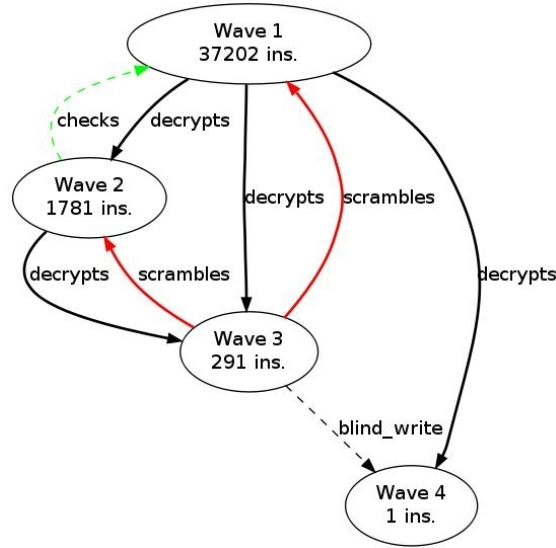 Wave 1
37202 ins.
checks
decrypts
Wave 2
1781 ins.
decrypts
scrambles
decrypts
scrambles
decrypts
Wave 3
291 ins.
blind_write
Wave 4
1 ins.